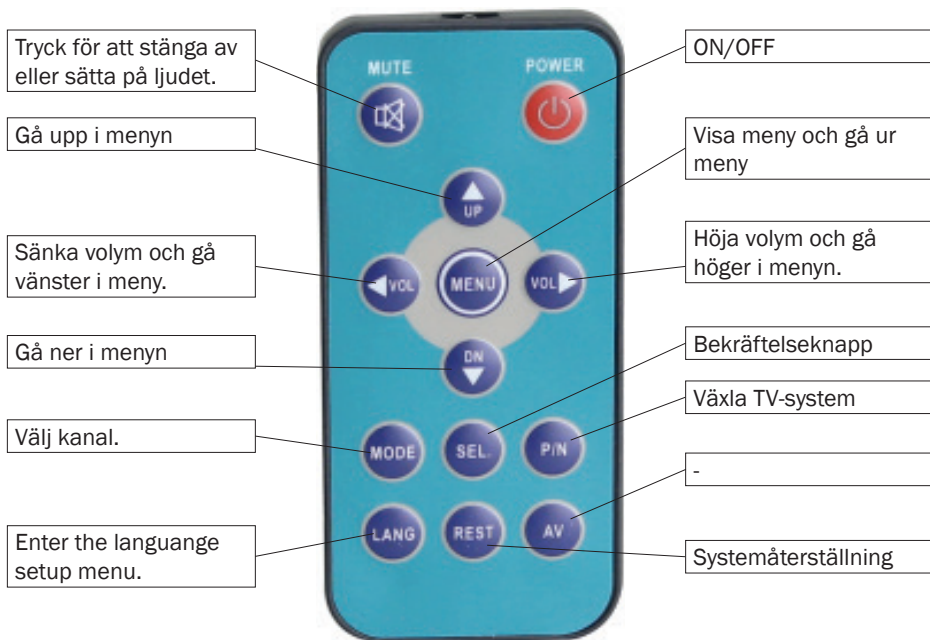 Tryck för att stänga av
eller sätta på ljudet.
Gå upp i menyn
Sänka volym och gå
vänster i meny.
Gå ner i menyn
Välj kanal.
Enter the languange
setup menu.
MUTE
POWER
UP
VOL
MENU
VOL
DN
MODE
SEL.
P/N
LANG
REST
AV
ON/OFF
Visa meny och gå ur
meny
Höja volym och gå
höger i menyn.
Bekräftelseknapp
Växla TV-system
-
Systemåterställning